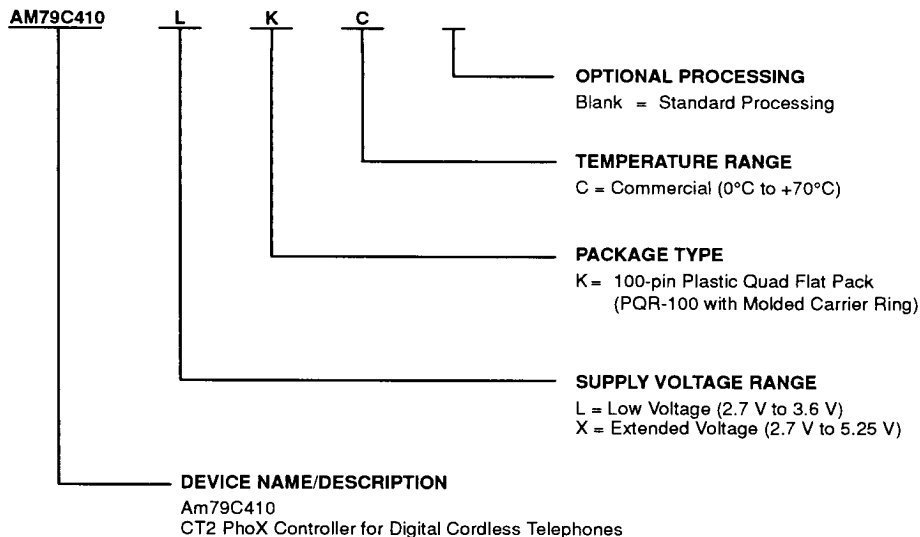 AM79C410 L K C
OPTIONAL PROCESSING
Blank = Standard Processing
TEMPERATURE RANGE
C = Commercial (0°C to +70°C)
PACKAGE TYPE
K = 100-pin Plastic Quad Flat Pack
(PQR-100 with Molded Carrier Ring)
SUPPLY VOLTAGE RANGE
L = Low Voltage (2.7 V to 3.6 V)
X = Extended Voltage (2.7 V to 5.25 V)
DEVICE NAME/DESCRIPTION
Am79C410
CT2 PhoX Controller for Digital Cordless Telephones